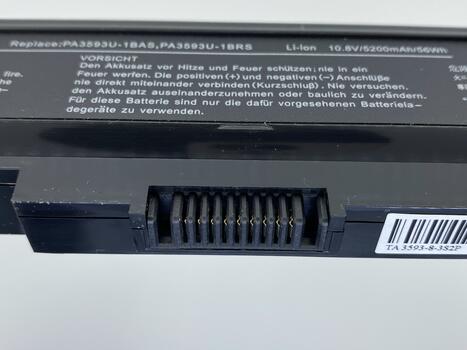 Replace:PA3593U-1BAS,PA3593U-1BRS Li-Ion 10.8V/5200mAh/56Wh
VORSICHT
Den Akkusatz vor Hitze und Feuer schützen;nie in ein
Feuer werfen. Die positiven(+) und negativen(-) Anschlüße
nie direkt miteinander verbinden(Kurzschluß). Nie versuchen.
den Akkusatz auseinanderzunehmen oder baulich zu verändern.
Für diese Batterie sind nur die dafür vorgesehenen Batteriela-
degeräte zu verwenden.
fire.
TA 3593-8-3S2P